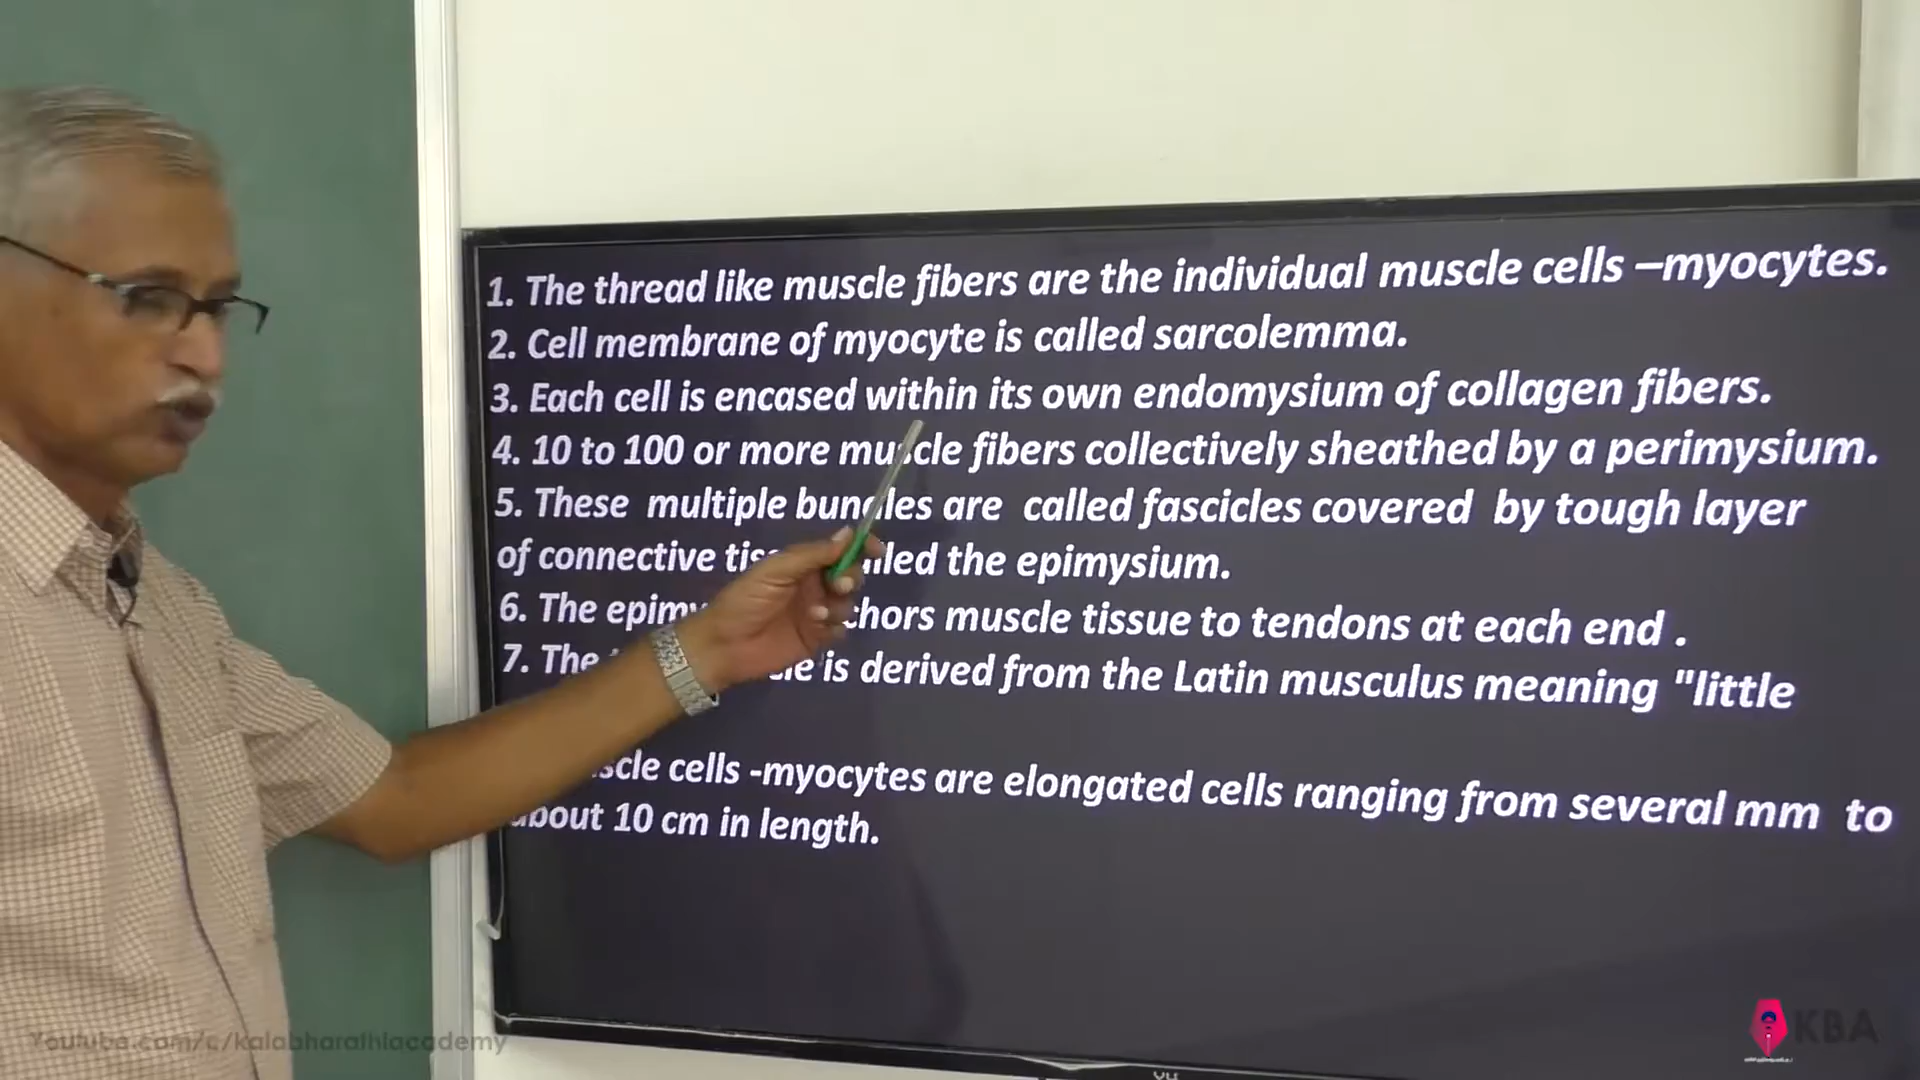 1. The thread like muscle fibers are the individual muscle cells –myocytes.
2. Cell membrane of myocyte is called sarcolemma.
3. Each cell is encased within its own endomysium of collagen fibers.
4. 10 to 100 or more muscle fibers collectively sheathed by a perimysium.
5. These multiple bundles are called fascicles covered by tough layer
of connective the epimysium.
6. The muscle tissue to tendons at each end .
7. The is derived from the Latin musculus meaning "little
cells -myocytes are elongated cells ranging from several mm to
about 10 cm in length.
Youtube.com/c/kalabharathiacademy
KBA